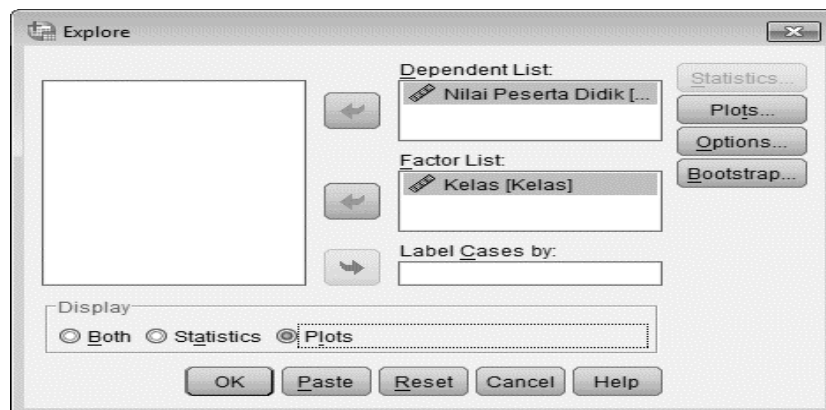 Explore
Dependent List:
Nilai Peserta Didik [...
Factor List:
Kelas [Kelas]
Label Cases by:
Statistics...
Plots...
Options...
Bootstrap...
Display
Both Statistics Plots
OK Paste Reset Cancel Help